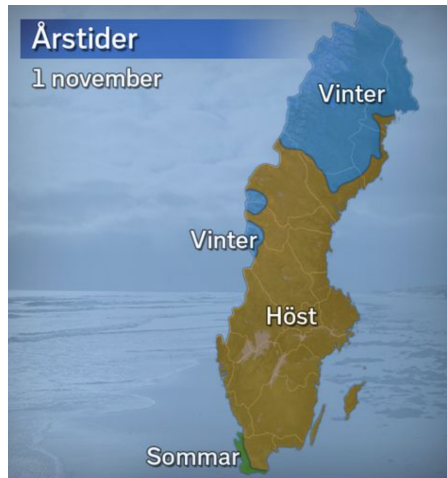 Årstider
1 november
Vinter
Vinter
Höst
Sommar